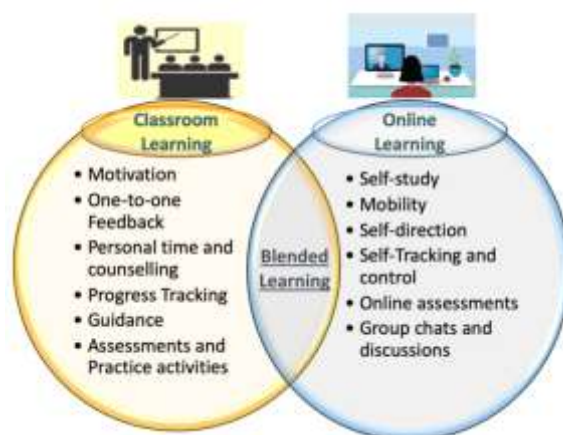 Classroom
Learning
• Motivation
• One-to-one
Feedback
• Personal time and
counselling
• Progress Tracking
• Guidance
• Assessments and
Practice activities
Blended
Learning
Online
Learning
• Self-study
• Mobility
• Self-direction
• Self-Tracking and
control
• Online assessments
• Group chats and
discussions